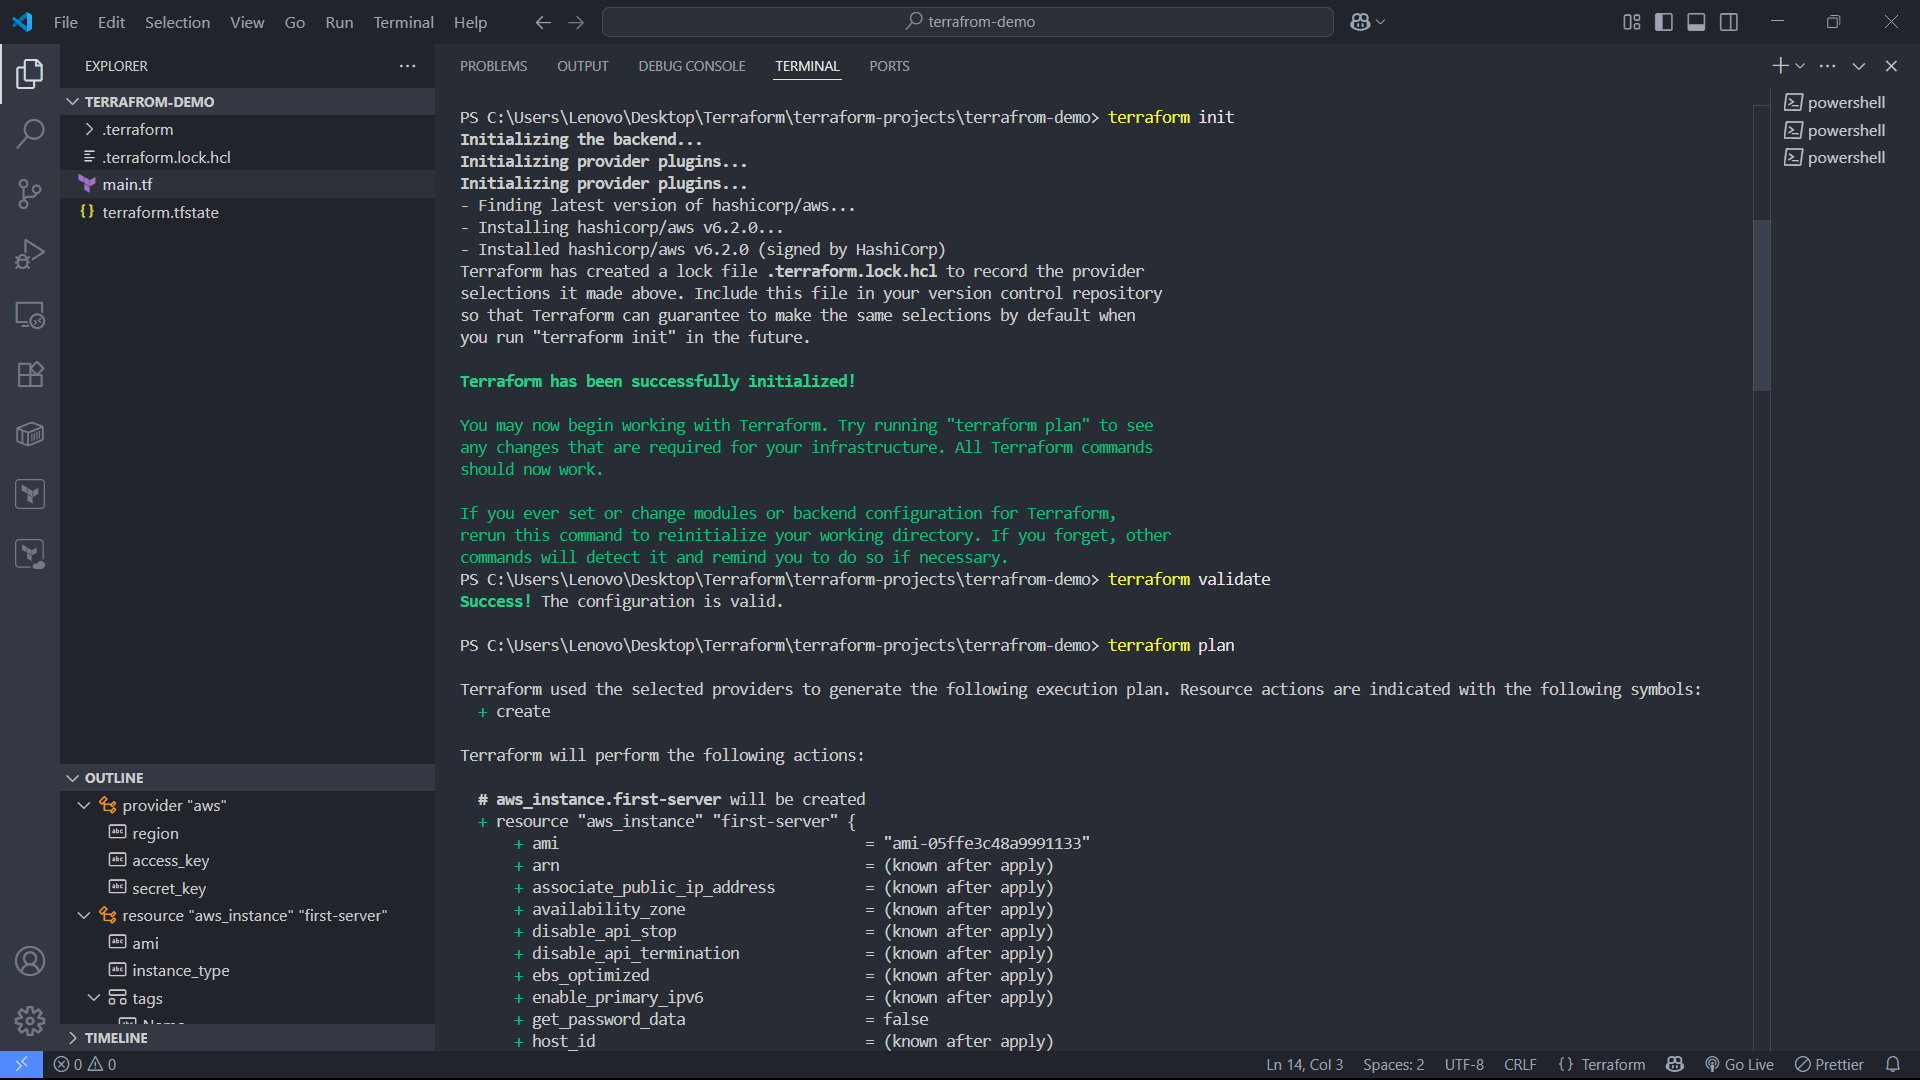 File Edit Selection View Go Run Terminal Help
terrafrom-demo
EXPLORER
TERRAFROM-DEMO
.terraform
.terraform.lock.hcl
main.tf
terraform.tfstate
OUTLINE
provider "aws"
region
access_key
secret_key
resource "aws_instance" "first-server"
ami
instance_type
tags
TIMELINE
PROBLEMS OUTPUT DEBUG CONSOLE TERMINAL PORTS
PS C:\Users\Lenovo\Desktop\Terraform\terraform-projects\terrafrom-demo> terraform init
Initializing the backend...
Initializing provider plugins...
Initializing provider plugins...
- Finding latest version of hashicorp/aws...
- Installing hashicorp/aws v6.2.0...
- Installed hashicorp/aws v6.2.0 (signed by HashiCorp)
Terraform has created a lock file .terraform.lock.hcl to record the provider
selections it made above. Include this file in your version control repository
so that Terraform can guarantee to make the same selections by default when
you run "terraform init" in the future.
Terraform has been successfully initialized!
You may now begin working with Terraform. Try running "terraform plan" to see
any changes that are required for your infrastructure. All Terraform commands
should now work.
If you ever set or change modules or backend configuration for Terraform,
rerun this command to reinitialize your working directory. If you forget, other
commands will detect it and remind you to do so if necessary.
PS C:\Users\Lenovo\Desktop\Terraform\terraform-projects\terrafrom-demo> terraform validate
Success! The configuration is valid.
PS C:\Users\Lenovo\Desktop\Terraform\terraform-projects\terrafrom-demo> terraform plan
Terraform used the selected providers to generate the following execution plan. Resource actions are indicated with the following symbols:
+ create
Terraform will perform the following actions:
# aws_instance.first-server will be created
+ resource "aws_instance" "first-server" {
+ ami = "ami-05ffe3c48a9991133"
+ arn = (known after apply)
+ associate_public_ip_address = (known after apply)
+ availability_zone = (known after apply)
+ disable_api_stop = (known after apply)
+ disable_api_termination = (known after apply)
+ ebs_optimized = (known after apply)
+ enable_primary_ipv6 = (known after apply)
+ get_password_data = false
+ host_id = (known after apply)
powershell
powershell
powershell
0 0 Ln 14, Col 3 Spaces: 2 UTF-8 CRLF {} Terraform Go Live Prettier